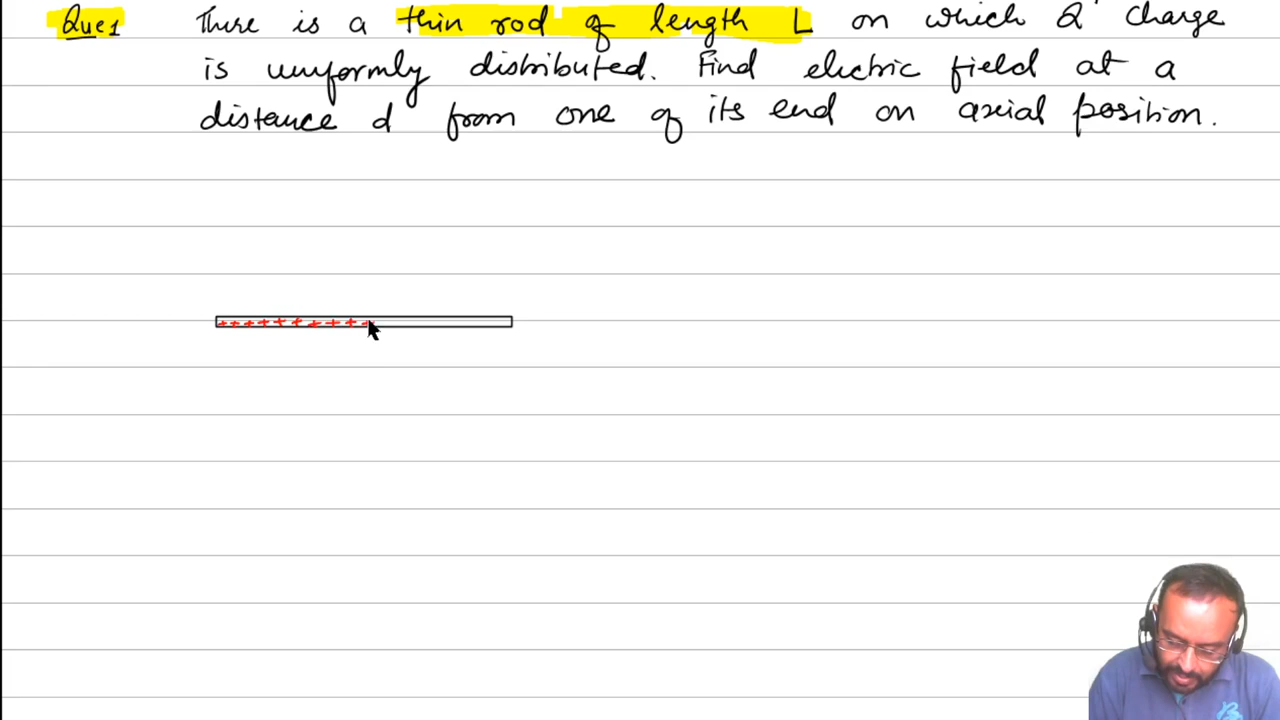 Que1 There is a thin rod of length L on which Q charge
is uniformly distributed. Find electric field at a
distance d from one of its end on axial position.
+ + + + + + + + + +